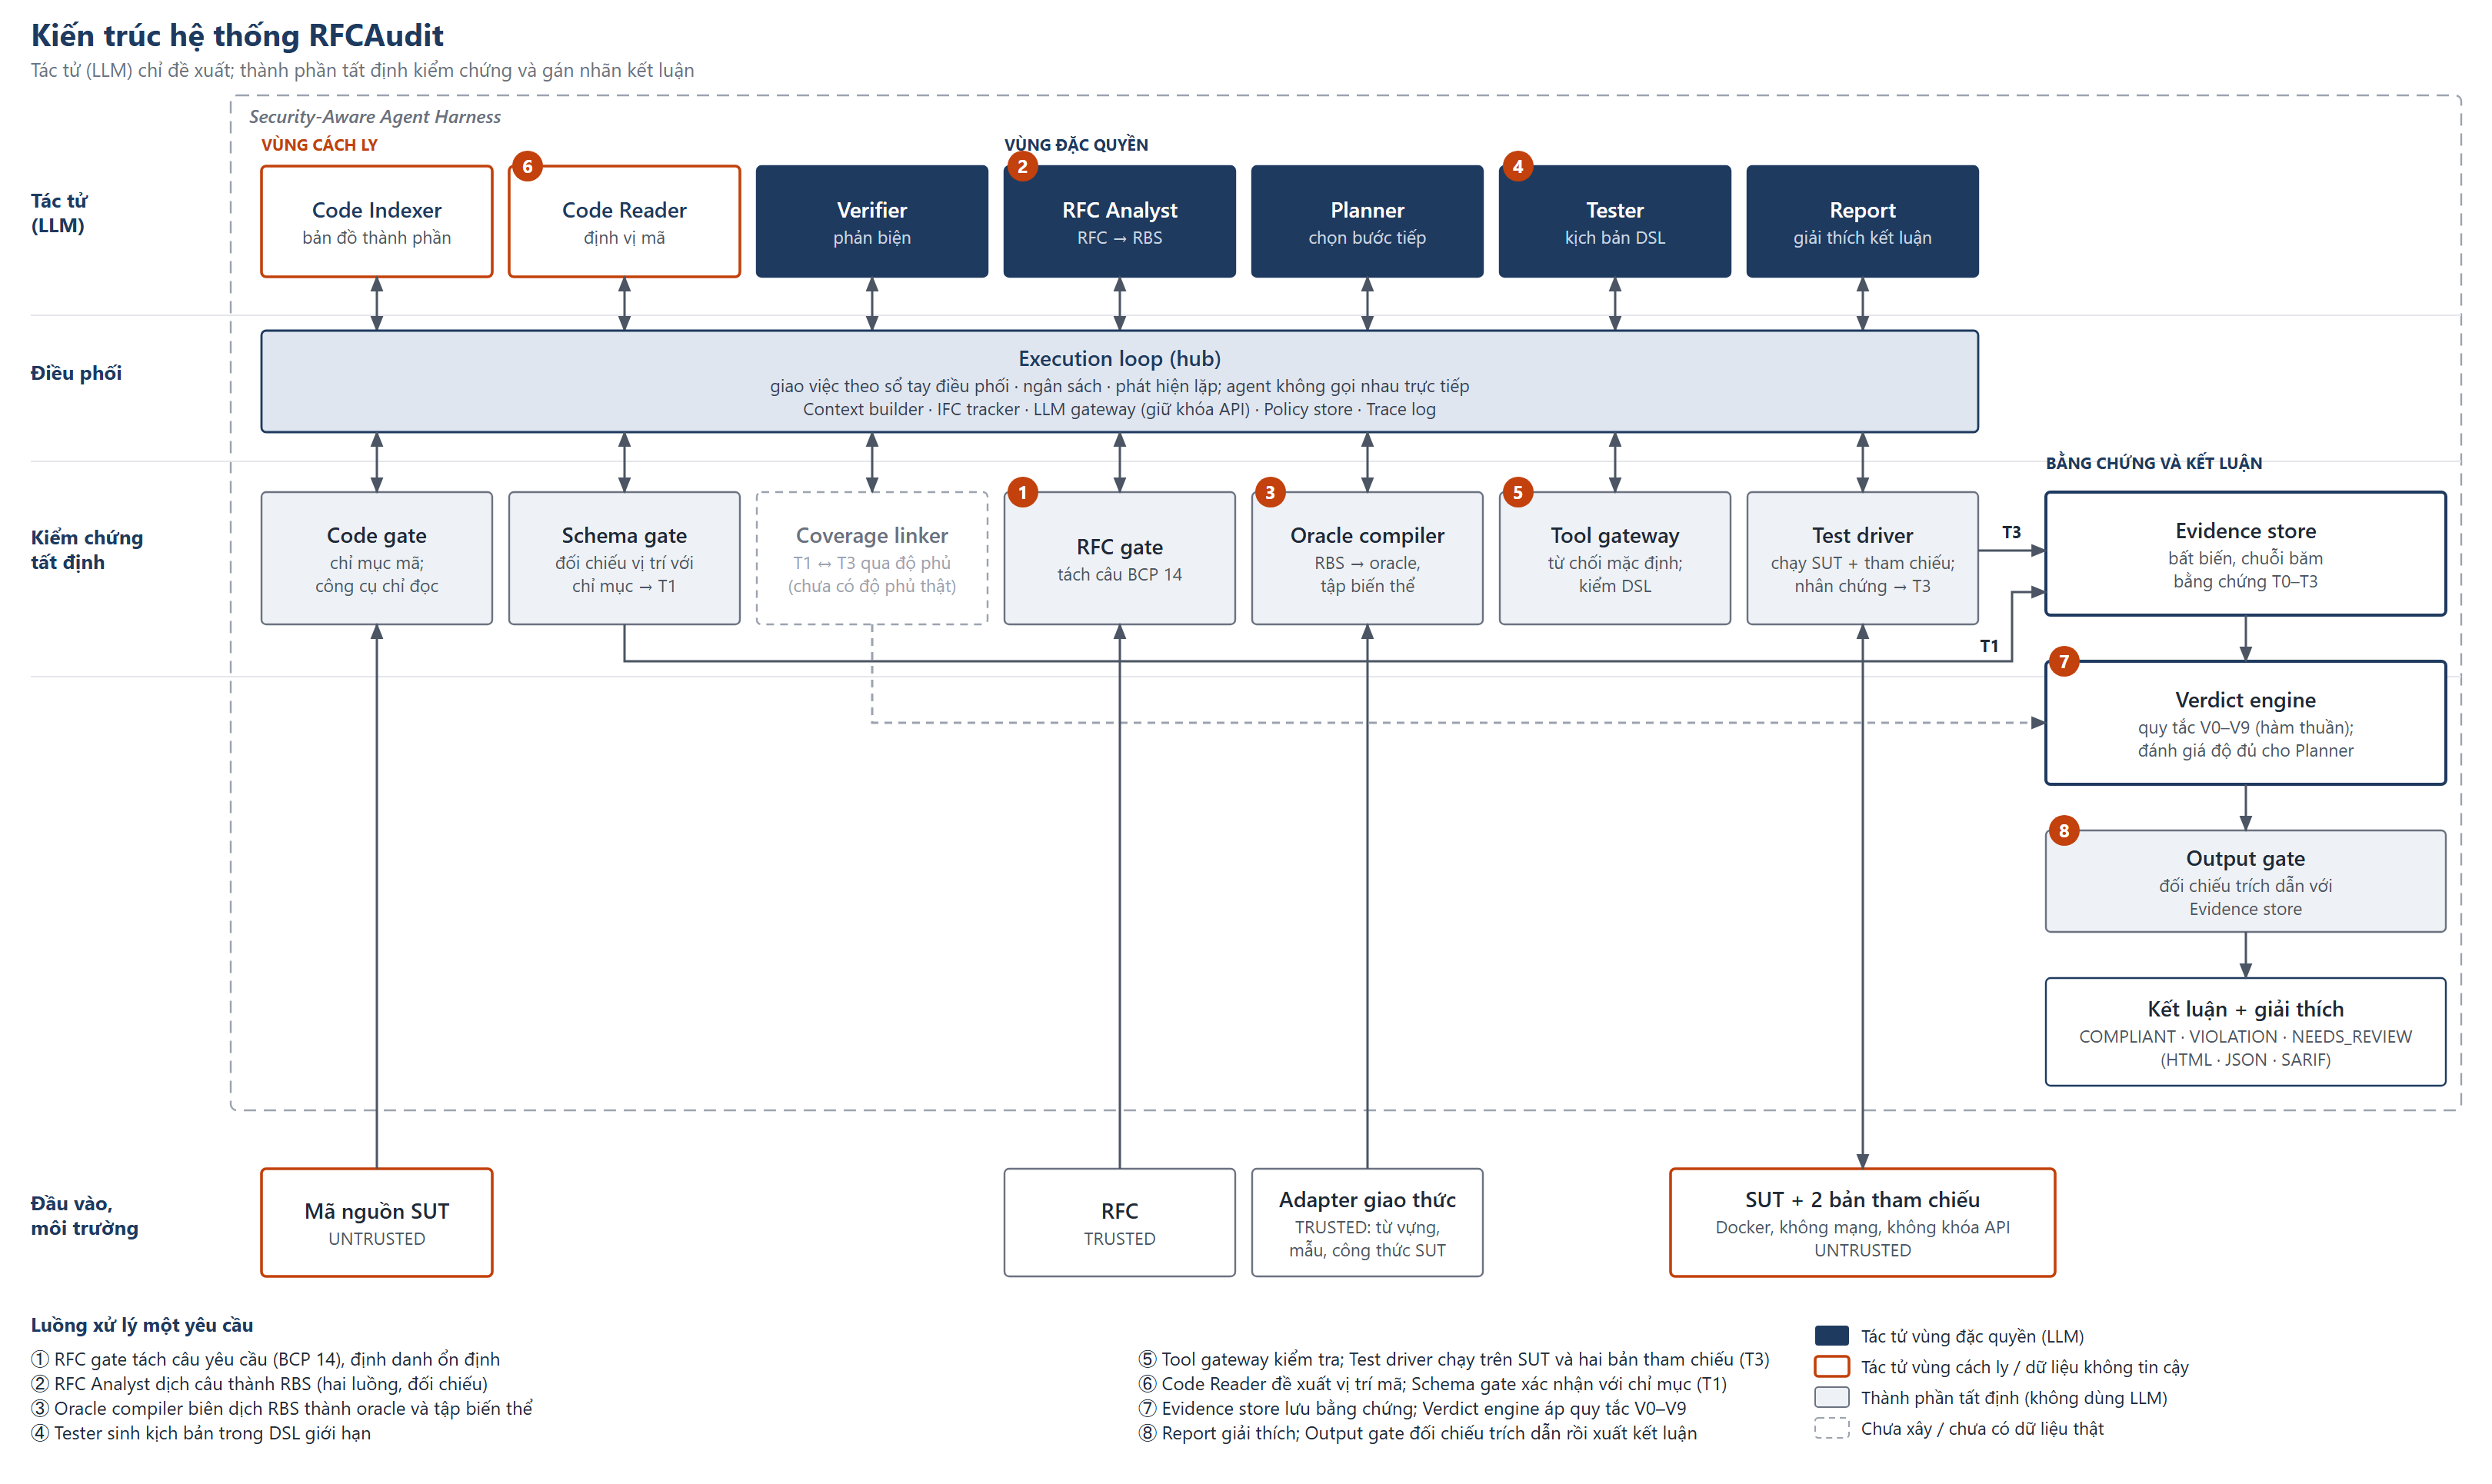 Kiến trúc hệ thống RFCAudit
Tác tử (LLM) chỉ đề xuất; thành phần tất định kiểm chứng và gán nhãn kết luận
Security-Aware Agent Harness
VÙNG CÁCH LY
VÙNG ĐẶC QUYỀN
Tác tử
(LLM)
Code Indexer
bản đồ thành phần
6
Code Reader
định vị mã
Verifier
phản biện
2
RFC Analyst
RFC → RBS
Planner
chọn bước tiếp
4
Tester
kịch bản DSL
Report
giải thích kết luận
Điều phối
Execution loop (hub)
giao việc theo sổ tay điều phối · ngân sách · phát hiện lặp; agent không gọi nhau trực tiếp
Context builder · IFC tracker · LLM gateway (giữ khóa API) · Policy store · Trace log
Kiểm chứng
tất định
Code gate
chỉ mục mã;
công cụ chỉ đọc
Schema gate
đối chiếu vị trí với
chỉ mục → T1
Coverage linker
T1 ↔ T3 qua độ phủ
(chưa có độ phủ thật)
1
RFC gate
tách câu BCP 14
3
Oracle compiler
RBS → oracle,
tập biến thể
5
Tool gateway
từ chối mặc định;
kiểm DSL
Test driver
chạy SUT + tham chiếu;
nhân chứng → T3
T3
T1
BẰNG CHỨNG VÀ KẾT LUẬN
Evidence store
bất biến, chuỗi băm
bằng chứng T0–T3
7
Verdict engine
quy tắc V0–V9 (hàm thuần);
đánh giá độ đủ cho Planner
8
Output gate
đối chiếu trích dẫn với
Evidence store
Kết luận + giải thích
COMPLIANT · VIOLATION · NEEDS_REVIEW
(HTML · JSON · SARIF)
Đầu vào,
môi trường
Mã nguồn SUT
UNTRUSTED
RFC
TRUSTED
Adapter giao thức
TRUSTED: từ vựng,
mẫu, công thức SUT
SUT + 2 bản tham chiếu
Docker, không mạng, không khóa API
UNTRUSTED
Luồng xử lý một yêu cầu
① RFC gate tách câu yêu cầu (BCP 14), định danh ổn định
② RFC Analyst dịch câu thành RBS (hai luồng, đối chiếu)
③ Oracle compiler biên dịch RBS thành oracle và tập biến thể
④ Tester sinh kịch bản trong DSL giới hạn
⑤ Tool gateway kiểm tra; Test driver chạy trên SUT và hai bản tham chiếu (T3)
⑥ Code Reader đề xuất vị trí mã; Schema gate xác nhận với chỉ mục (T1)
⑦ Evidence store lưu bằng chứng; Verdict engine áp quy tắc V0–V9
⑧ Report giải thích; Output gate đối chiếu trích dẫn rồi xuất kết luận
Tác tử vùng đặc quyền (LLM)
Tác tử vùng cách ly / dữ liệu không tin cậy
Thành phần tất định (không dùng LLM)
Chưa xây / chưa có dữ liệu thật